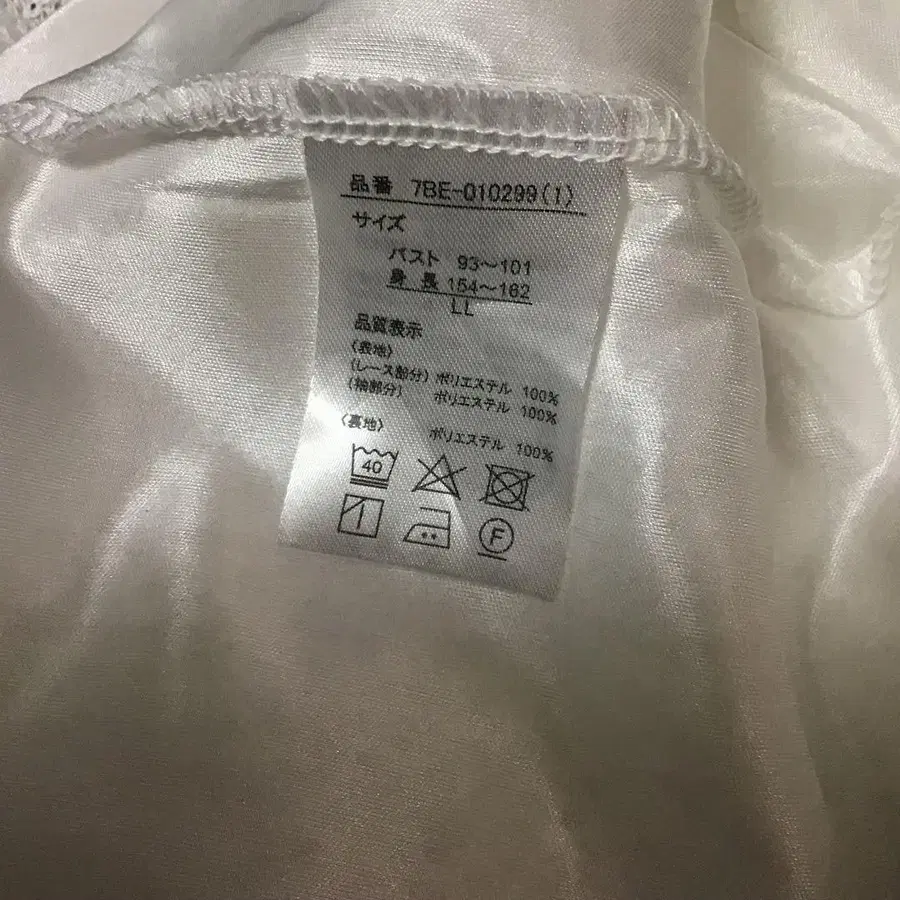 品番 7BE-010299(1)
サイズ
バスト 93～101
身長 154～162
LL
品質表示
〈表地〉
(レース部分) ポリエステル 100%
(袖部分) ポリエステル 100%
〈裏地〉 ポリエステル 100%
40
F